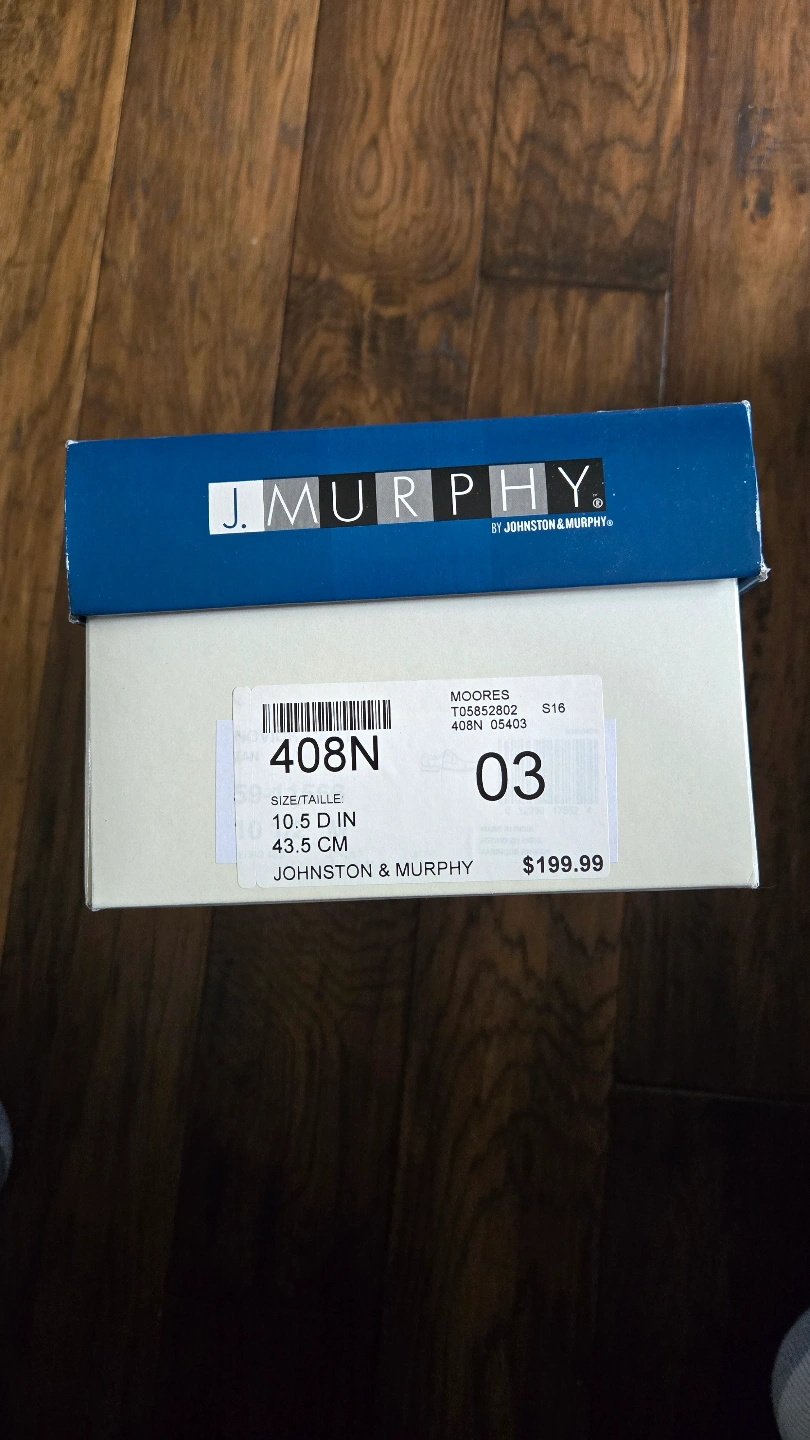 J. MURPHY®
BY JOHNSTON & MURPHY®
MOORES
T05852802 S16
408N 05403
408N
03
SIZE/TAILLE:
10.5 D IN
43.5 CM
JOHNSTON & MURPHY
$199.99